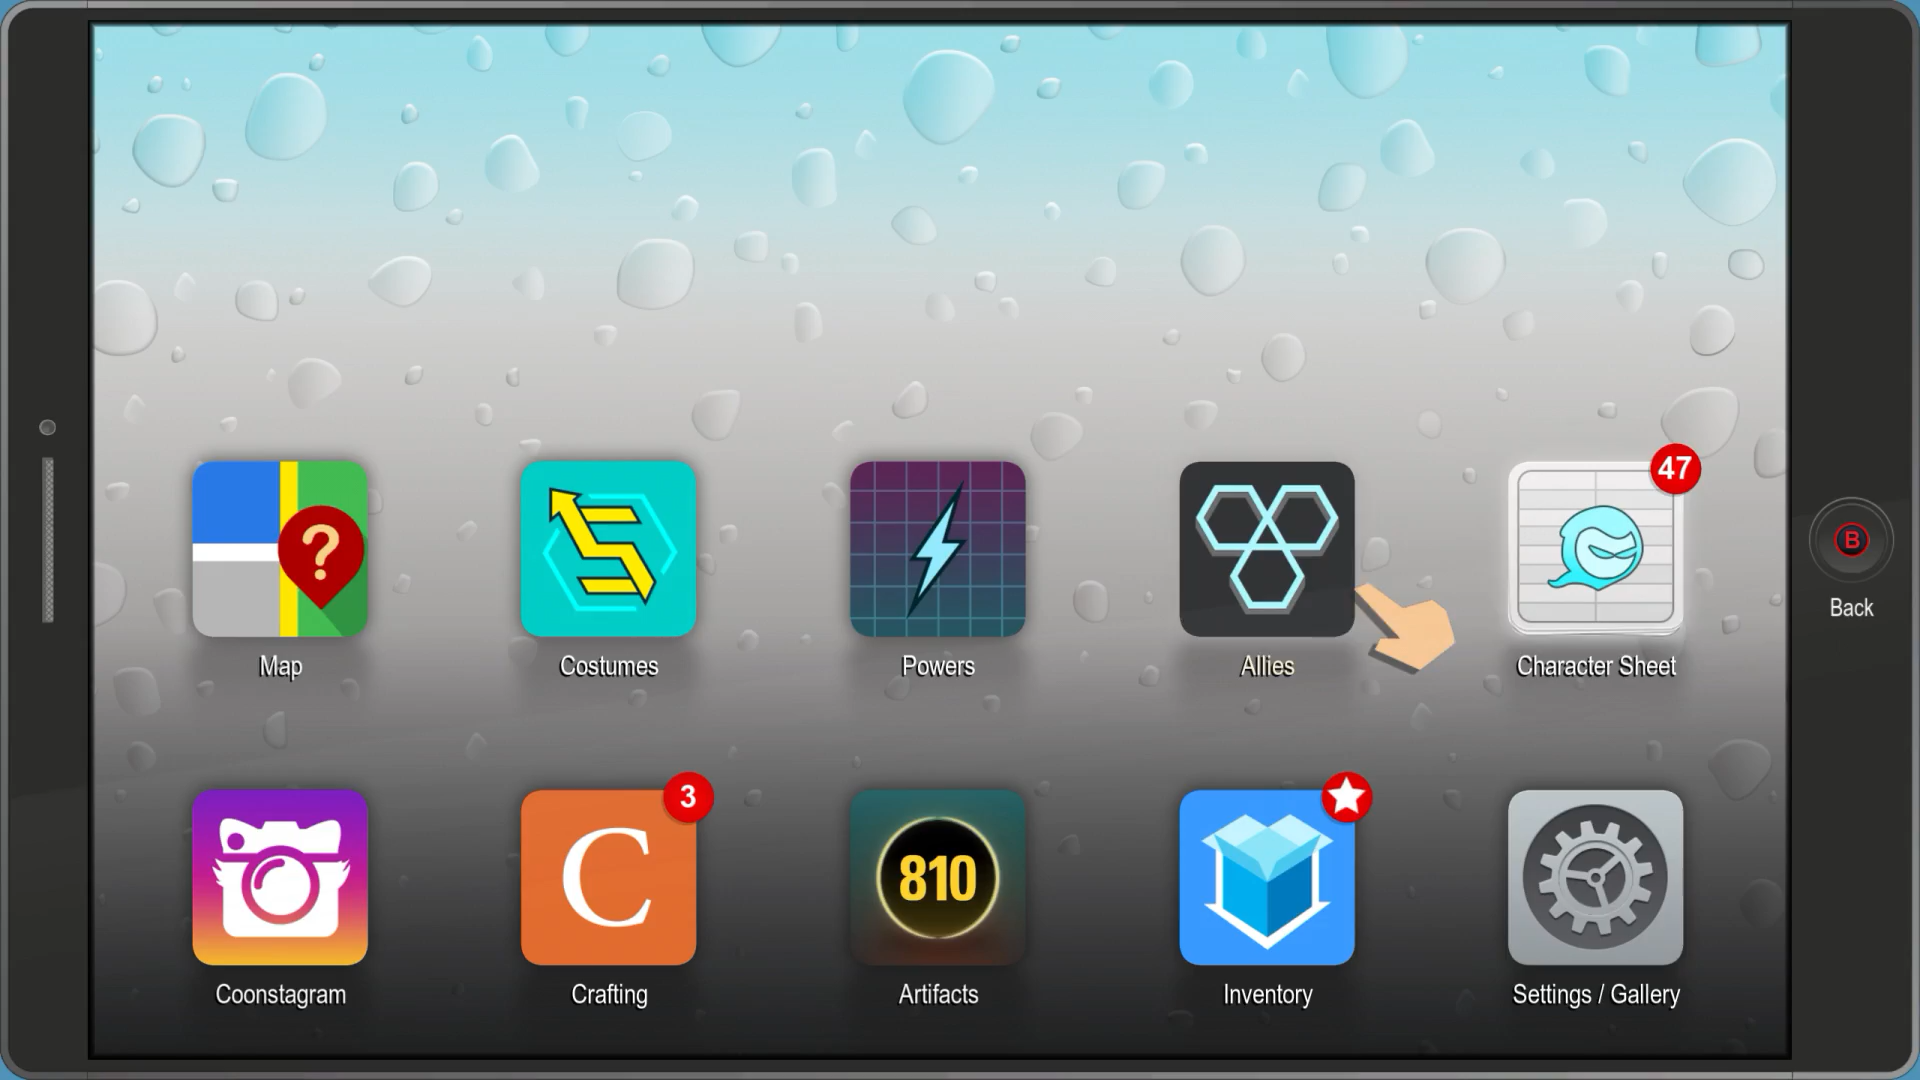 47
?
B
Back
Map
Costumes
Powers
Allies
Character Sheet
3
C
810
Coonstagram
Crafting
Artifacts
Inventory
Settings / Gallery